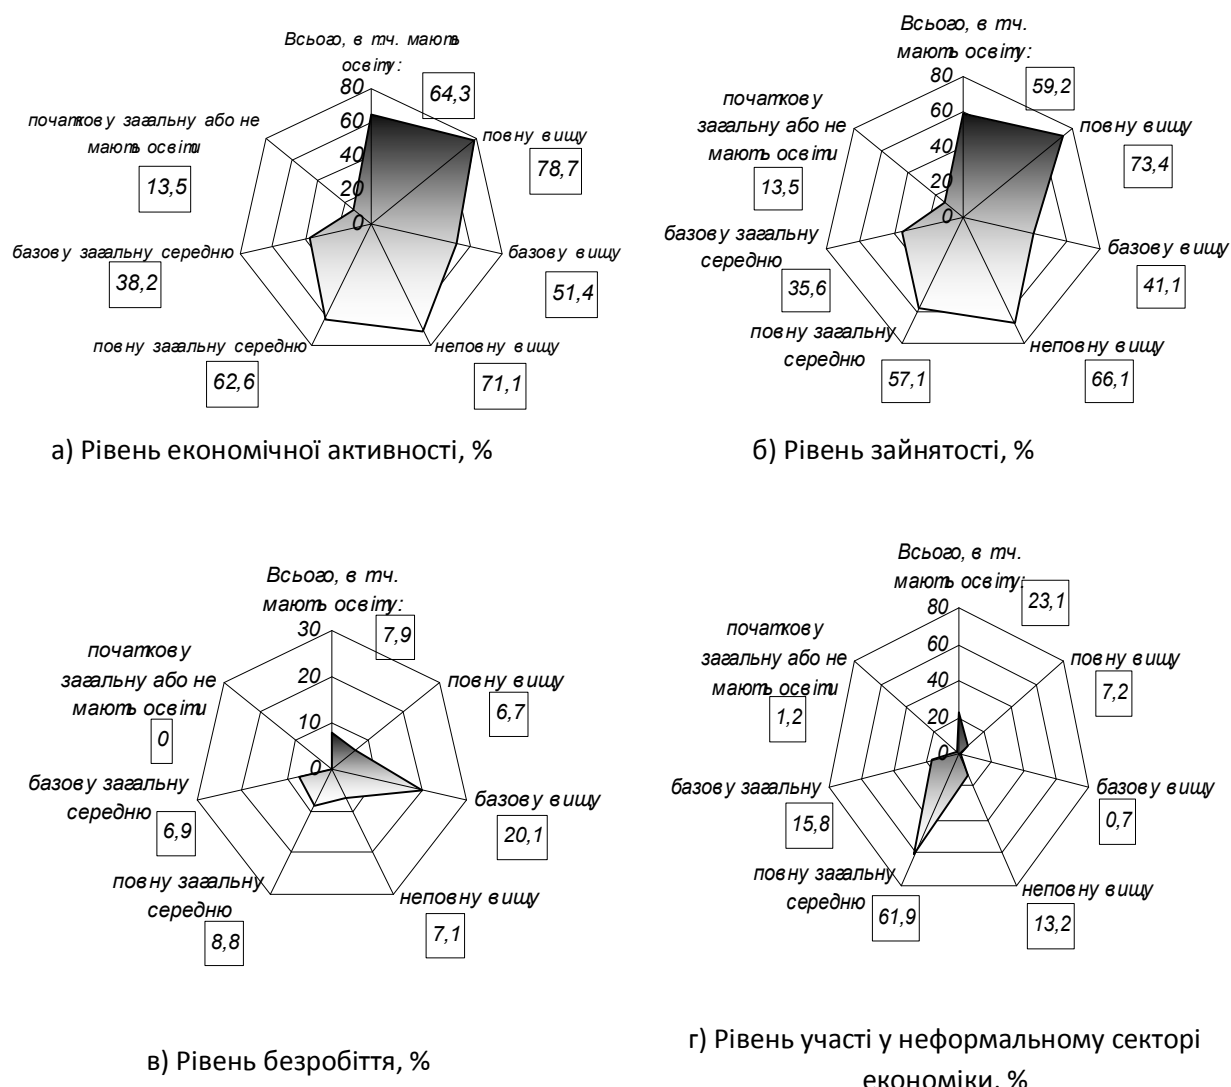 Всього, в т.ч. мають
освіту:
80
64,3
60
40
20
0
повну вищу
78,7
базову вищу
51,4
неповну вищу
71,1
повну загальну середню
62,6
базову загальну середню
38,2
початкову загальну або не
мають освіти
13,5
а) Рівень економічної активності, %
Всього, в т.ч.
мають освіту:
80
59,2
60
40
20
0
повну вищу
73,4
базову вищу
41,1
неповну вищу
66,1
повну загальну
середню
57,1
базову загальну
середню
35,6
початкову
загальну або не
мають освіти
13,5
б) Рівень зайнятості, %
Всього, в т.ч.
мають освіту:
30
7,9
20
10
0
повну вищу
6,7
базову вищу
20,1
неповну вищу
7,1
повну загальну
середню
8,8
базову загальну
середню
6,9
початкову
загальну або не
мають освіти
0
в) Рівень безробіття, %
Всього, в т.ч.
мають освіту:
80
23,1
60
40
20
0
повну вищу
7,2
базову вищу
0,7
неповну вищу
13,2
повну загальну
середню
61,9
базову загальну
15,8
початкову
загальну або не
мають освіти
1,2
г) Рівень участі у неформальному секторі
економіки, %